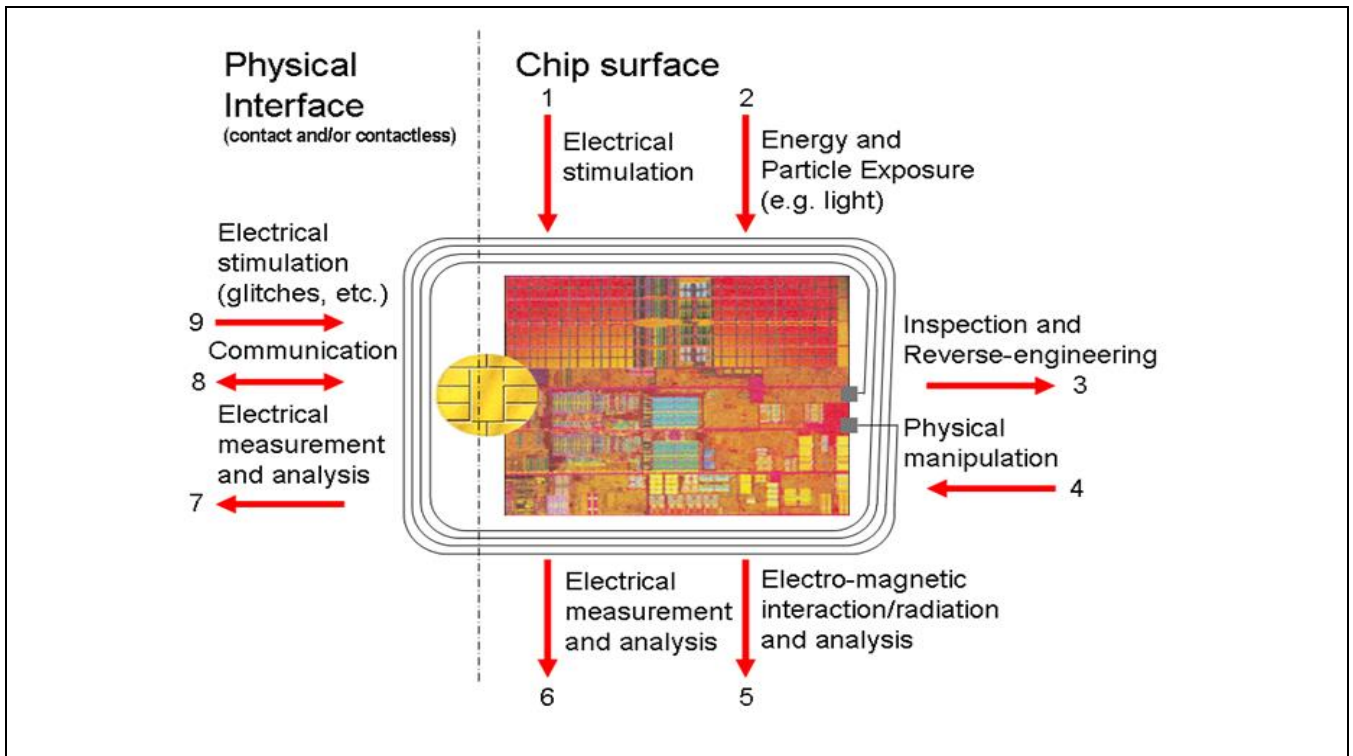 Physical
Interface
(contact and/or contactless)
Chip surface
1
Electrical
stimulation
2
Energy and
Particle Exposure
(e.g. light)
Electrical
stimulation
(glitches, etc.)
9
Communication
8
Electrical
measurement
and analysis
7
Inspection and
Reverse-engineering
3
Physical
manipulation
4
Electrical
measurement
and analysis
6
Electro-magnetic
interaction/radiation
and analysis
5